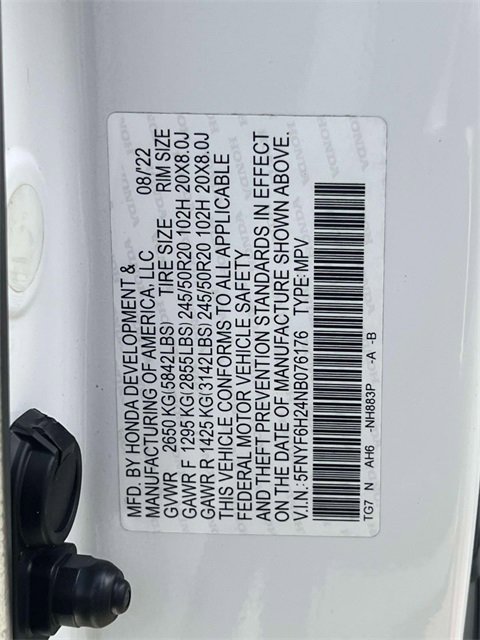 MFD. BY HONDA DEVELOPMENT &
MANUFACTURING OF AMERICA, LLC 08/22
GVWR 2650 KG(5842LBS) TIRE SIZE RIM SIZE
GAWR F 1295 KG(2855LBS) 245/50R20 102H 20X8.0J
GAWR R 1425 KG(3142LBS) 245/50R20 102H 20X8.0J
THIS VEHICLE CONFORMS TO ALL APPLICABLE
FEDERAL MOTOR VEHICLE SAFETY
AND THEFT PREVENTION STANDARDS IN EFFECT
ON THE DATE OF MANUFACTURE SHOWN ABOVE.
V.I.N.: 5FNYF6H24NB076176 TYPE: MPV
TG7 N AH6 -NH883P -A -B